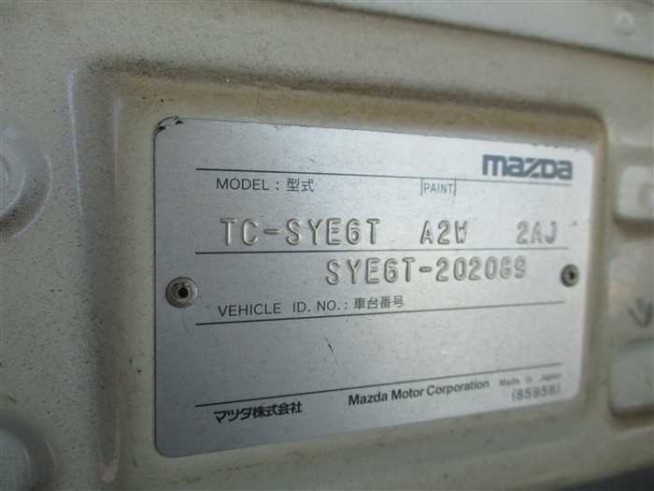 mazda
MODEL : 型式 PAINT
TC-SYE6T A2W 2AJ
SYE6T-202069
VEHICLE ID. NO. : 車台番号
マツダ株式会社 Mazda Motor Corporation Made in Japan
(85958)